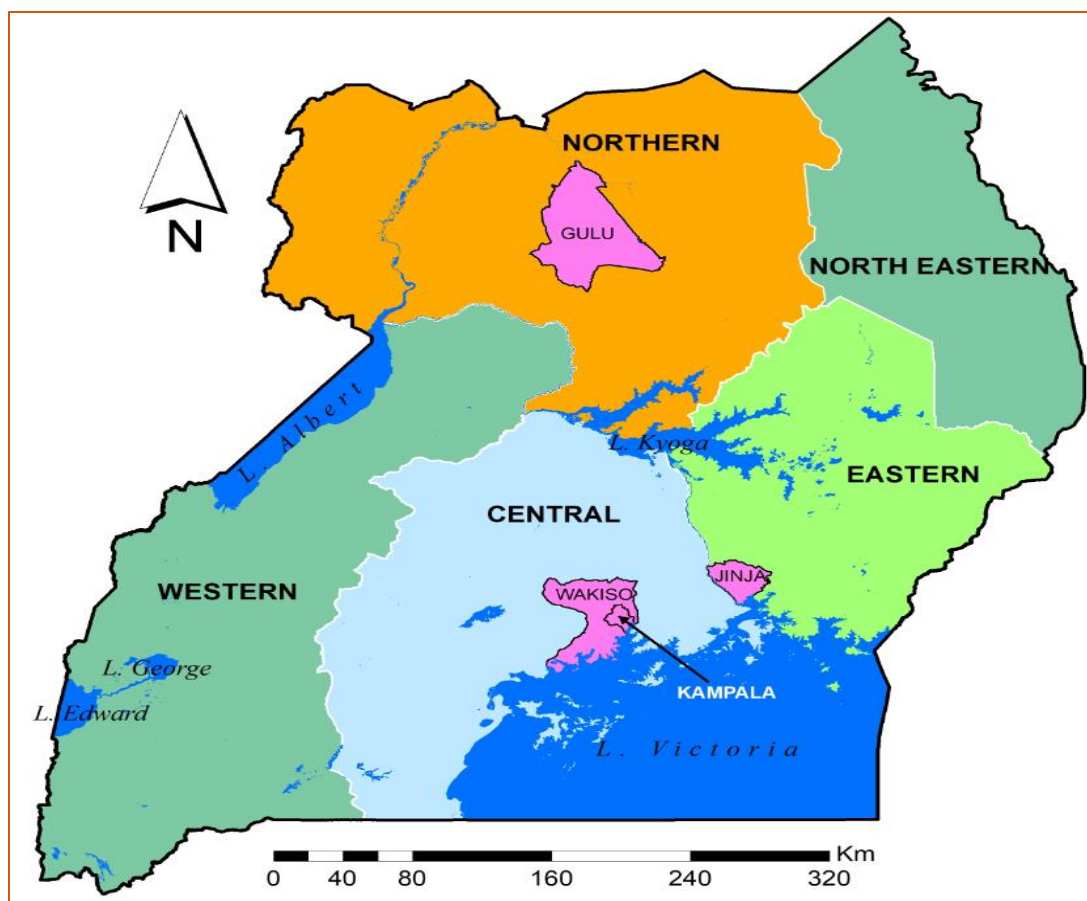 NORTHERN
N
GULU
NORTH EASTERN
L. Albert
L. Kyoga
EASTERN
CENTRAL
WESTERN
WAKISO
JINJA
L. George
KAMPALA
L. Edward
L. Victoria
Km
0 40 80 160 240 320